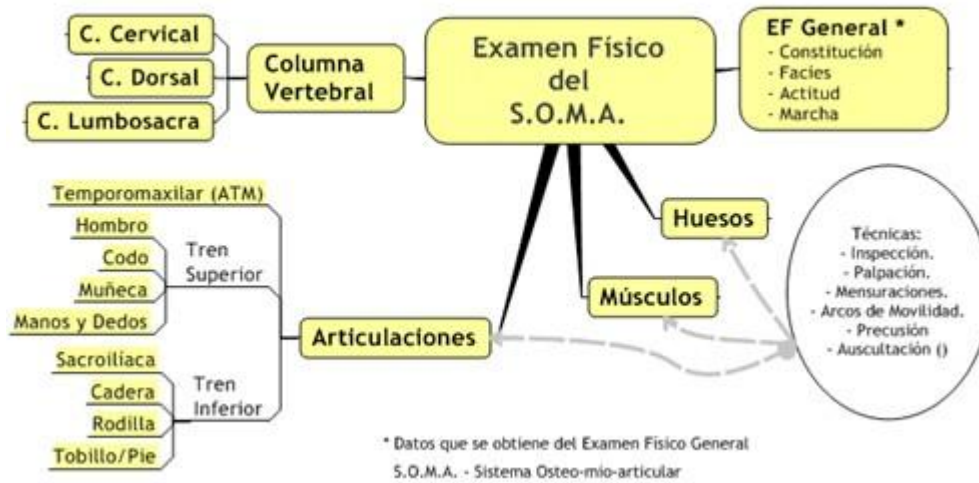 Examen Físico
del
S.O.M.A.
C. Cervical
C. Dorsal
C. Lumbosacra
Columna
Vertebral
EF General *
- Constitución
- Facies
- Actitud
- Marcha
Huesos
Músculos
Articulaciones
Temporomaxilar (ATM)
Tren
Superior
Hombro
Codo
Muñeca
Manos y Dedos
Tren
Inferior
Sacroilíaca
Cadera
Rodilla
Tobillo/Pie
Técnicas:
- Inspección.
- Palpación.
- Mensuraciones.
- Arcos de Movilidad.
- Precusión
- Auscultación ()
* Datos que se obtiene del Examen Físico General
S.O.M.A. - Sistema Osteo-mio-articular